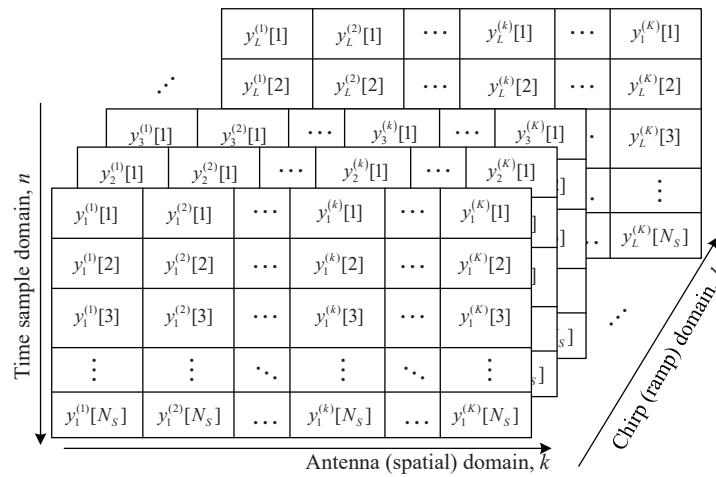 y_L^{(1)}[1] y_L^{(2)}[1] ⋯ y_L^{(k)}[1] ⋯ y_1^{(K)}[1]
y_L^{(1)}[2] y_L^{(2)}[2] ⋯ y_L^{(k)}[2] ⋯ y_L^{(K)}[2]
y_L^{(K)}[3]
⋮
y_L^{(K)}[N_S]
⋰
y_3^{(1)}[1] y_3^{(2)}[1] ⋯ y_3^{(k)}[1] ⋯ y_3^{(K)}[1]
y_2^{(1)}[1] y_2^{(2)}[1] ⋯ y_2^{(k)}[1] ⋯ y_2^{(K)}[1]
y_1^{(1)}[1] y_1^{(2)}[1] ⋯ y_1^{(k)}[1] ⋯ y_1^{(K)}[1]
y_1^{(1)}[2] y_1^{(2)}[2] ⋯ y_1^{(k)}[2] ⋯ y_1^{(K)}[2]
y_1^{(1)}[3] y_1^{(2)}[3] ⋯ y_1^{(k)}[3] ⋯ y_1^{(K)}[3]
⋮ ⋮ ⋱ ⋮ ⋱ ⋮
y_1^{(1)}[N_S] y_1^{(2)}[N_S] … y_1^{(k)}[N_S] … y_1^{(K)}[N_S]
⋰
Time sample domain, n
Antenna (spatial) domain, k
Chirp (ramp) domain,